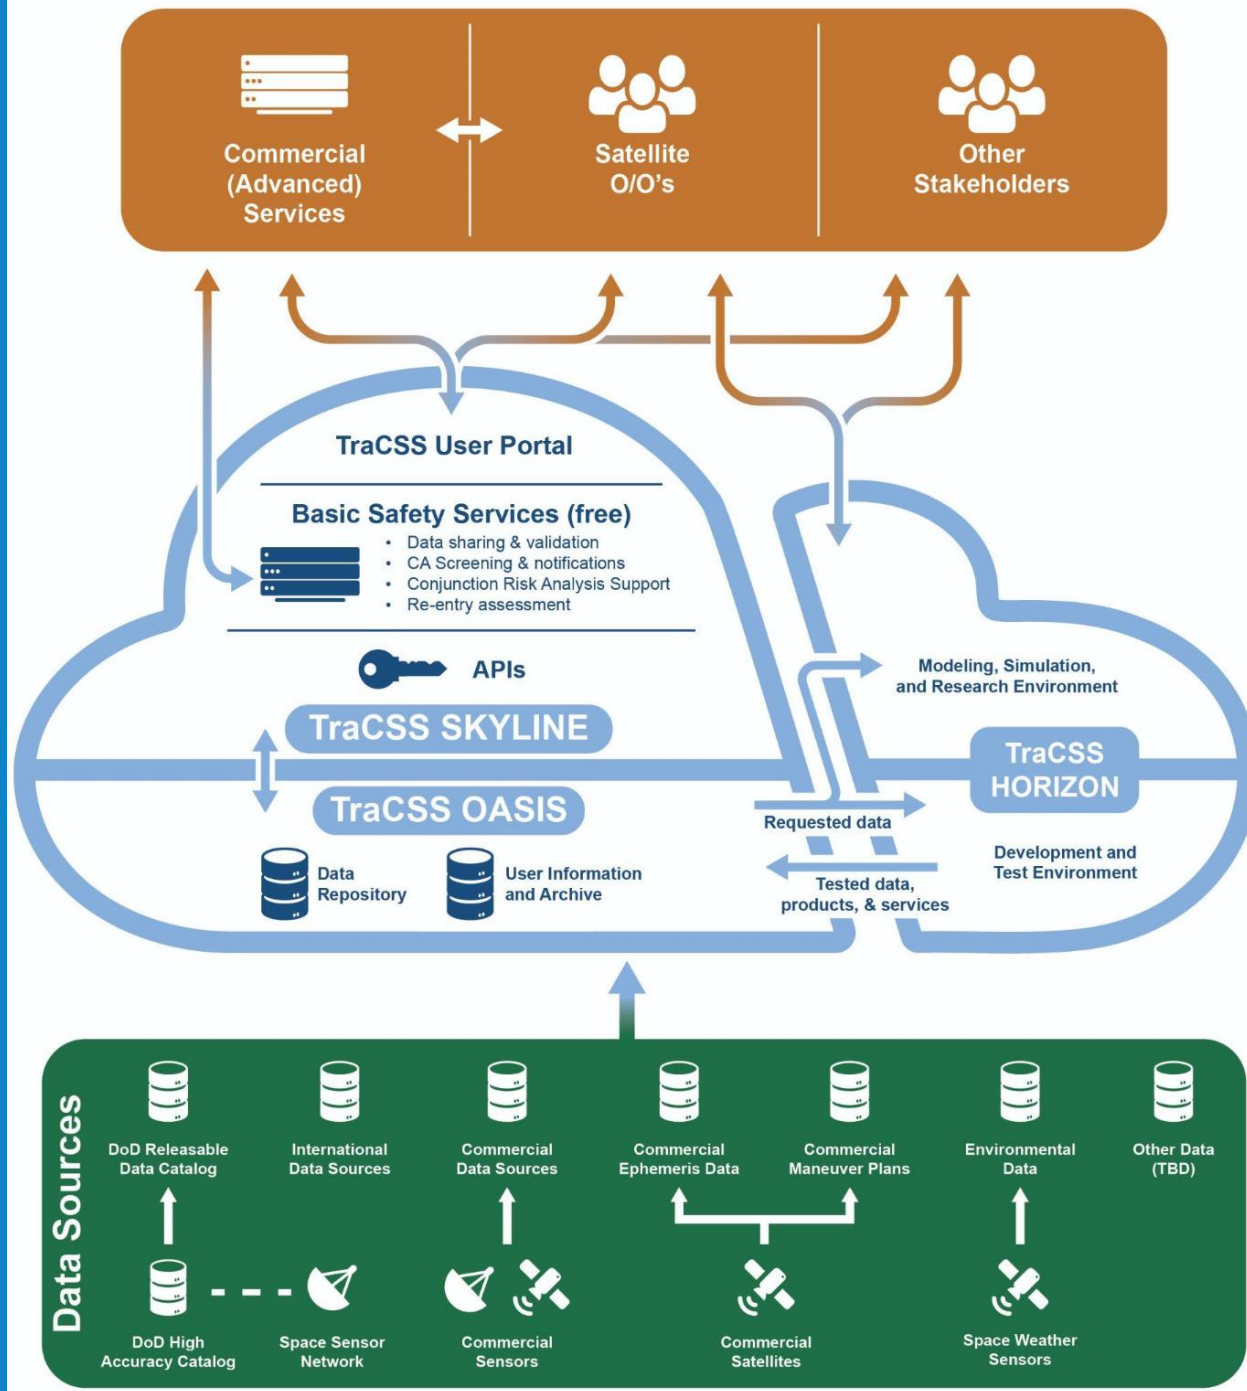 Commercial
(Advanced)
Services
Satellite
O/O's
Other
Stakeholders
TraCSS User Portal
Basic Safety Services (free)
• Data sharing & validation
• CA Screening & notifications
• Conjunction Risk Analysis Support
• Re-entry assessment
APIs
TraCSS SKYLINE
TraCSS OASIS
Data
Repository
User Information
and Archive
Requested data
Tested data,
products, & services
Modeling, Simulation,
and Research Environment
TraCSS
HORIZON
Development and
Test Environment
Data Sources
DoD Releasable
Data Catalog
International
Data Sources
Commercial
Data Sources
Commercial
Ephemeris Data
Commercial
Maneuver Plans
Environmental
Data
Other Data
(TBD)
DoD High
Accuracy Catalog
Space Sensor
Network
Commercial
Sensors
Commercial
Satellites
Space Weather
Sensors